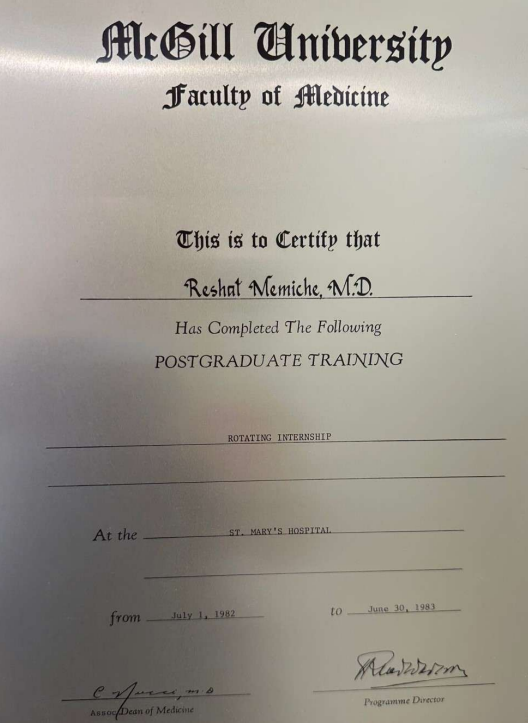 McGill University
Faculty of Medicine
This is to Certify that
Reshat Memiche, M.D.
Has Completed The Following
POSTGRADUATE TRAINING
ROTATING INTERNSHIP
At the ST. MARY'S HOSPITAL
from July 1, 1982 to June 30, 1983
Assoc. Dean of Medicine
Programme Director